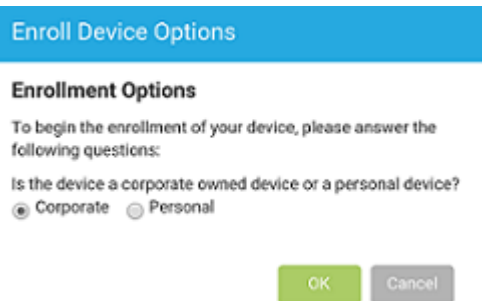 Enroll Device Options
Enrollment Options
To begin the enrollment of your device, please answer the
following questions:
Is the device a corporate owned device or a personal device?
Corporate Personal
OK Cancel